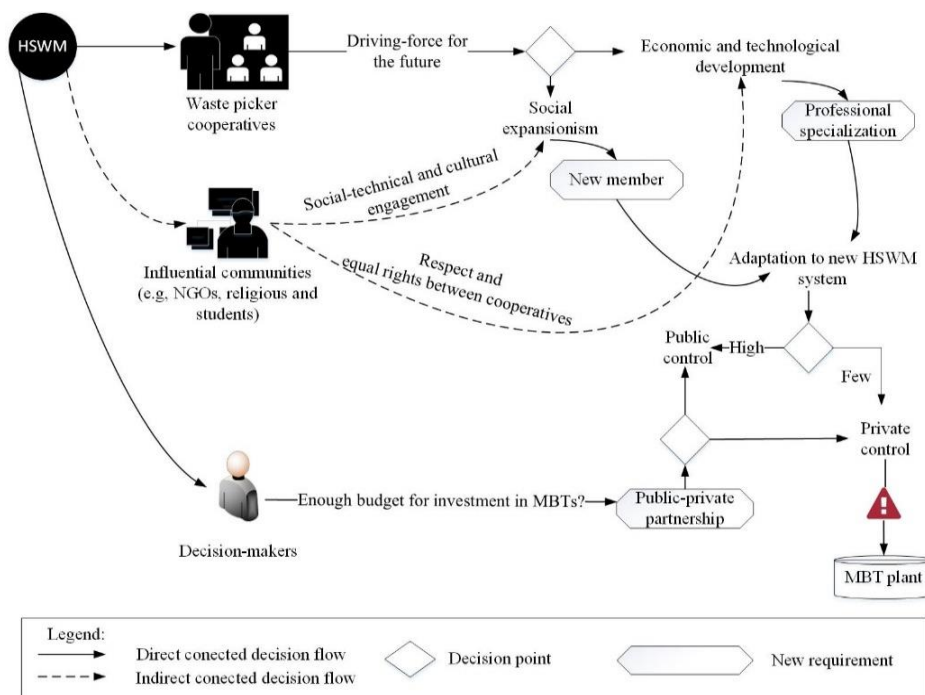 HSWM
Driving-force for
the future
Economic and technological
development
Waste picker
cooperatives
Social
expansionism
Professional
specialization
New member
Social-technical and cultural
engagement
Influential communities
(e.g, NGOs, religious and
students)
Respect and
equal rights between cooperatives
Adaptation to new HSWM
system
Public
control
High
Few
Private
control
Decision-makers
Enough budget for investment in MBTs?
Public-private
partnership
!
MBT plant
Legend:
Direct conected decision flow
Indirect conected decision flow
Decision point
New requirement